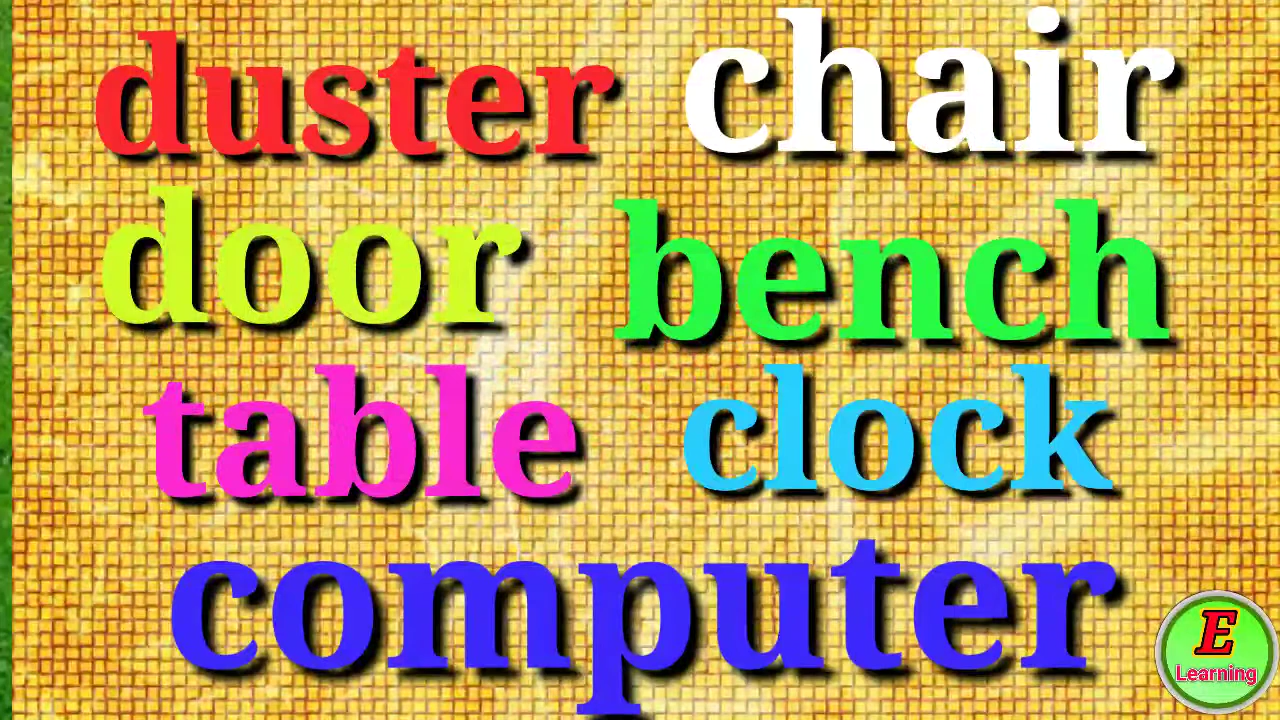 duster chair
door bench
table clock
computer
E
Learning